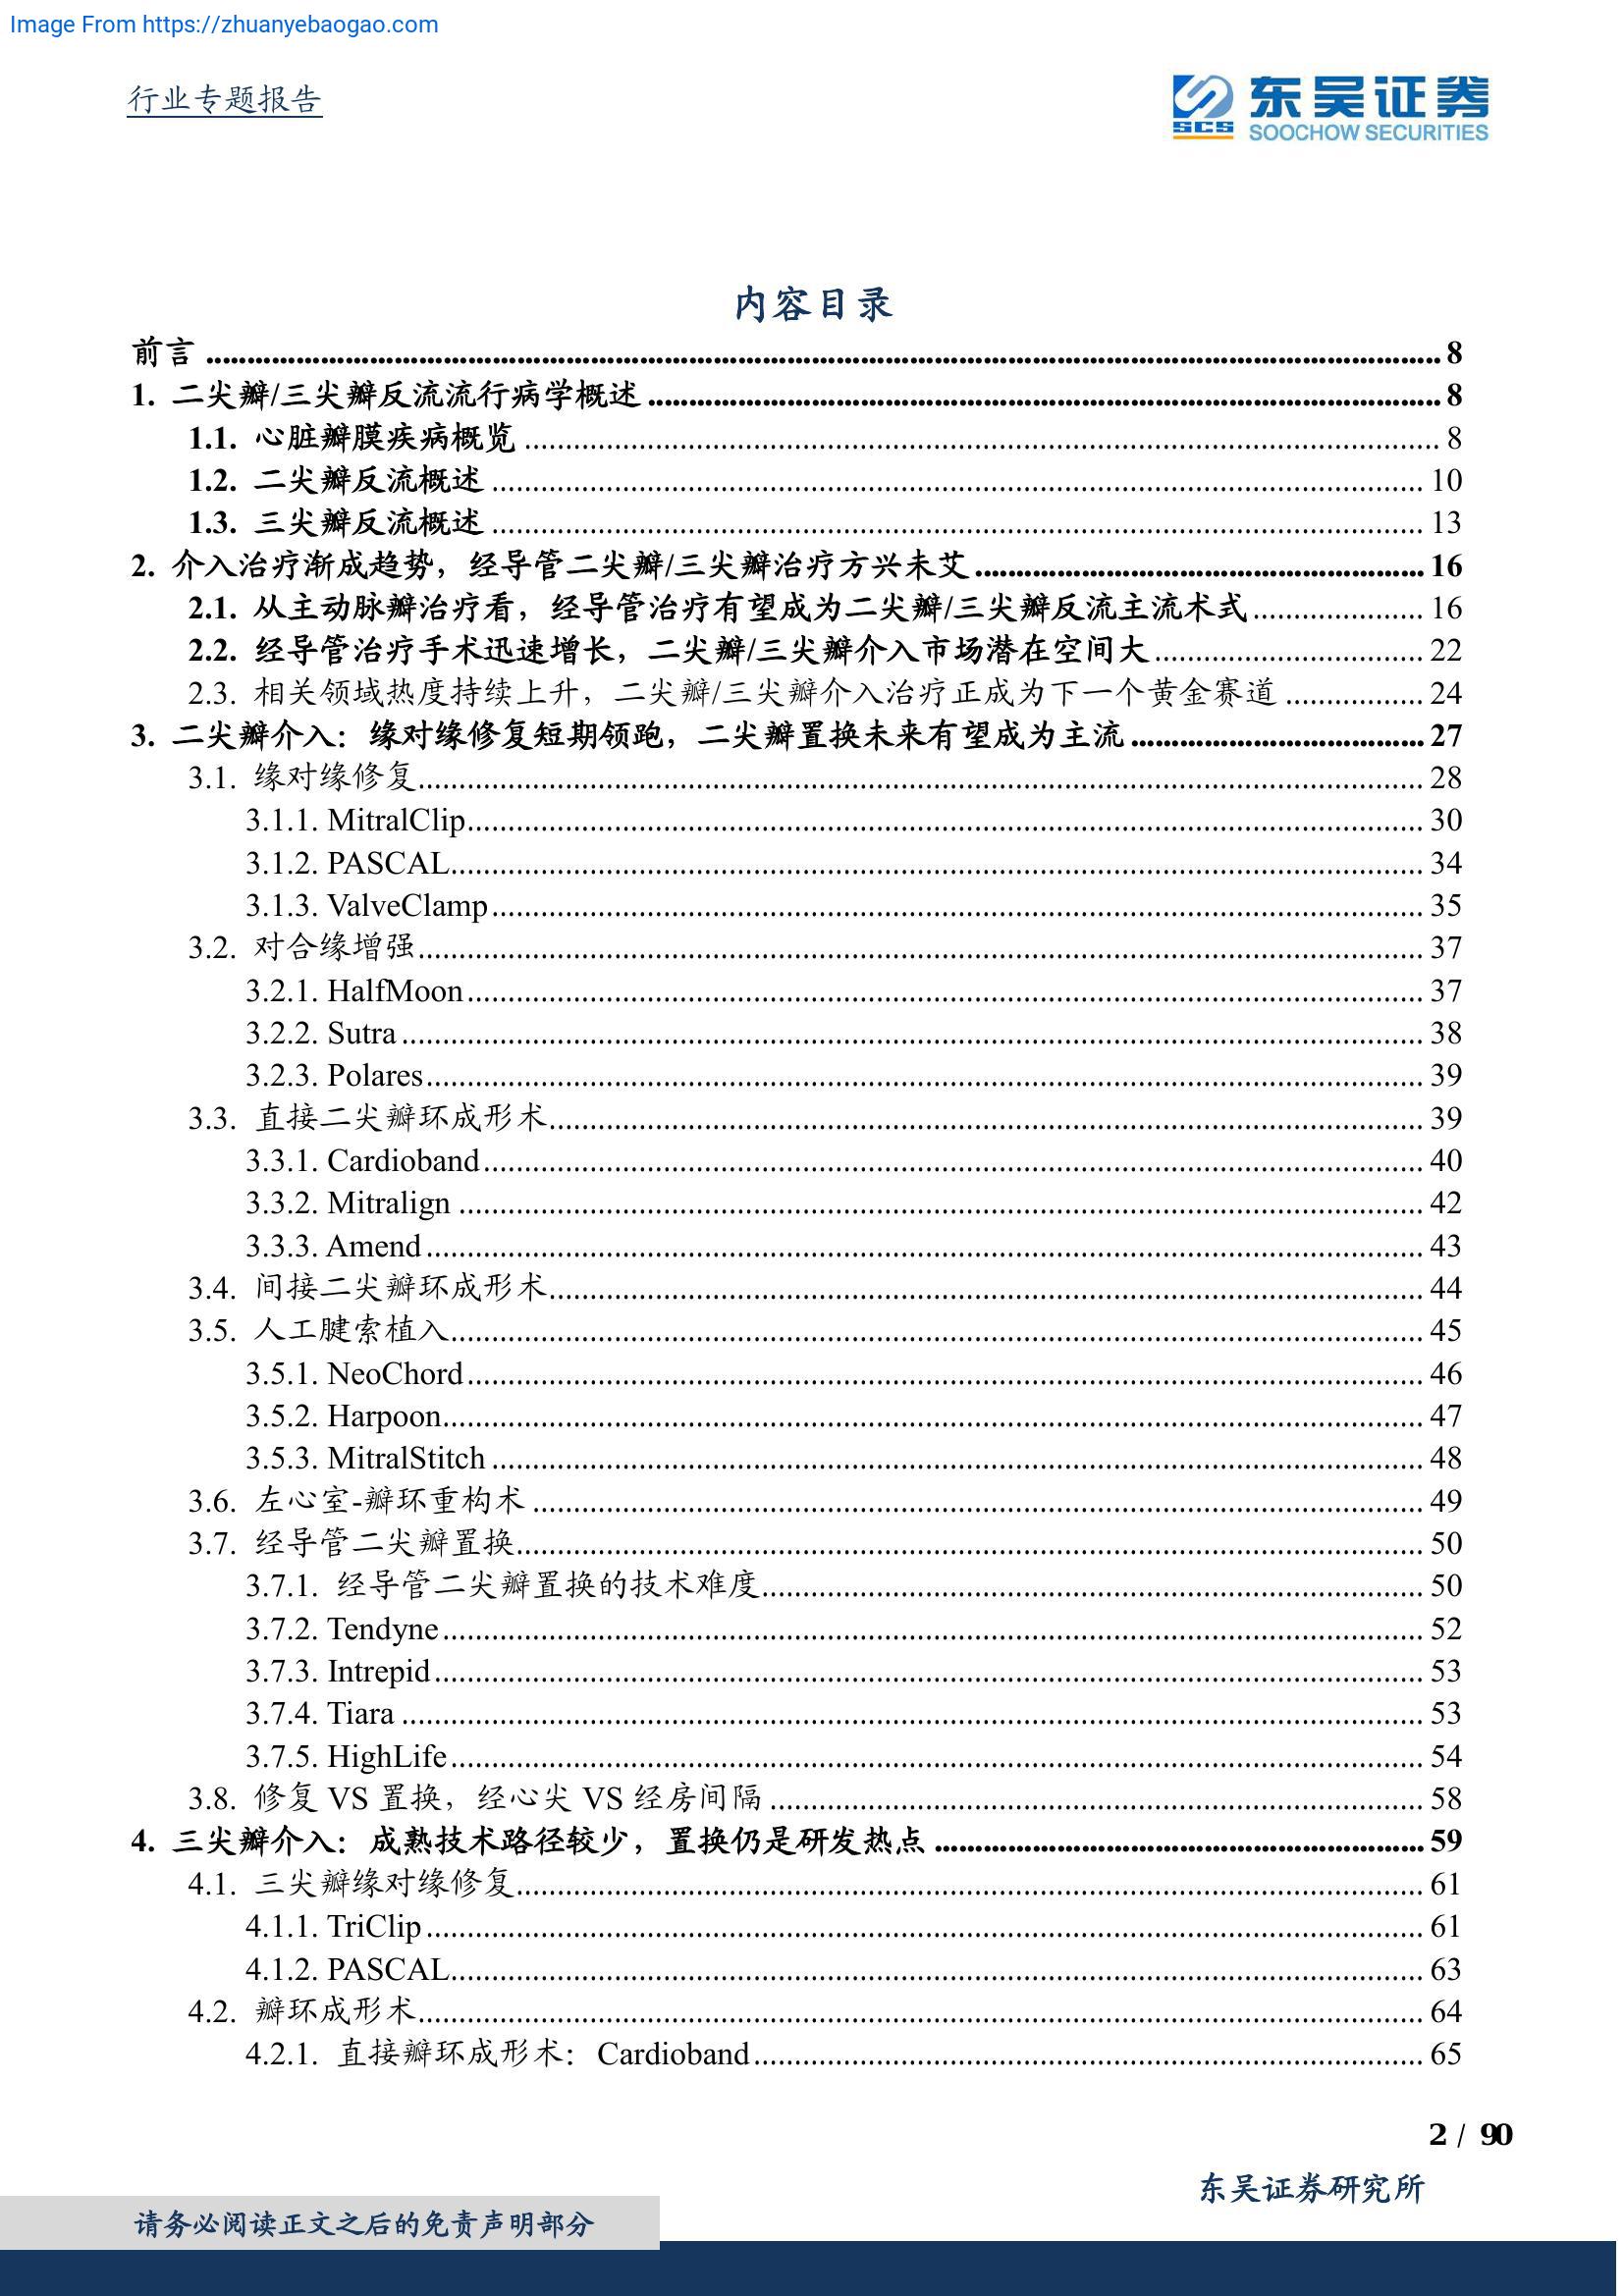 Image From https://zhuanyebaogao.com
行业专题报告
SCS 东吴证券
SOOCHOW SECURITIES
内容目录
前言 ........ 8
1. 二尖瓣/三尖瓣反流流行病学概述 ........ 8
1.1. 心脏瓣膜疾病概览 ........ 8
1.2. 二尖瓣反流概述 ........ 10
1.3. 三尖瓣反流概述 ........ 13
2. 介入治疗渐成趋势，经导管二尖瓣/三尖瓣治疗方兴未艾 ........ 16
2.1. 从主动脉瓣治疗看，经导管治疗有望成为二尖瓣/三尖瓣反流主流术式 ........ 16
2.2. 经导管治疗手术迅速增长，二尖瓣/三尖瓣介入市场潜在空间大 ........ 22
2.3. 相关领域热度持续上升，二尖瓣/三尖瓣介入治疗正成为下一个黄金赛道 ........ 24
3. 二尖瓣介入：缘对缘修复短期领跑，二尖瓣置换未来有望成为主流 ........ 27
3.1. 缘对缘修复 ........ 28
3.1.1. MitralClip ........ 30
3.1.2. PASCAL ........ 34
3.1.3. ValveClamp ........ 35
3.2. 对合缘增强 ........ 37
3.2.1. HalfMoon ........ 37
3.2.2. Sutra ........ 38
3.2.3. Polares ........ 39
3.3. 直接二尖瓣环成形术 ........ 39
3.3.1. Cardioband ........ 40
3.3.2. Mitralign ........ 42
3.3.3. Amend ........ 43
3.4. 间接二尖瓣环成形术 ........ 44
3.5. 人工腱索植入 ........ 45
3.5.1. NeoChord ........ 46
3.5.2. Harpoon ........ 47
3.5.3. MitralStitch ........ 48
3.6. 左心室-瓣环重构术 ........ 49
3.7. 经导管二尖瓣置换 ........ 50
3.7.1. 经导管二尖瓣置换的技术难度 ........ 50
3.7.2. Tendyne ........ 52
3.7.3. Intrepid ........ 53
3.7.4. Tiara ........ 53
3.7.5. HighLife ........ 54
3.8. 修复 VS 置换，经心尖 VS 经房间隔 ........ 58
4. 三尖瓣介入：成熟技术路径较少，置换仍是研发热点 ........ 59
4.1. 三尖瓣缘对缘修复 ........ 61
4.1.1. TriClip ........ 61
4.1.2. PASCAL ........ 63
4.2. 瓣环成形术 ........ 64
4.2.1. 直接瓣环成形术：Cardioband ........ 65
2 / 90
东吴证券研究所
请务必阅读正文之后的免责声明部分